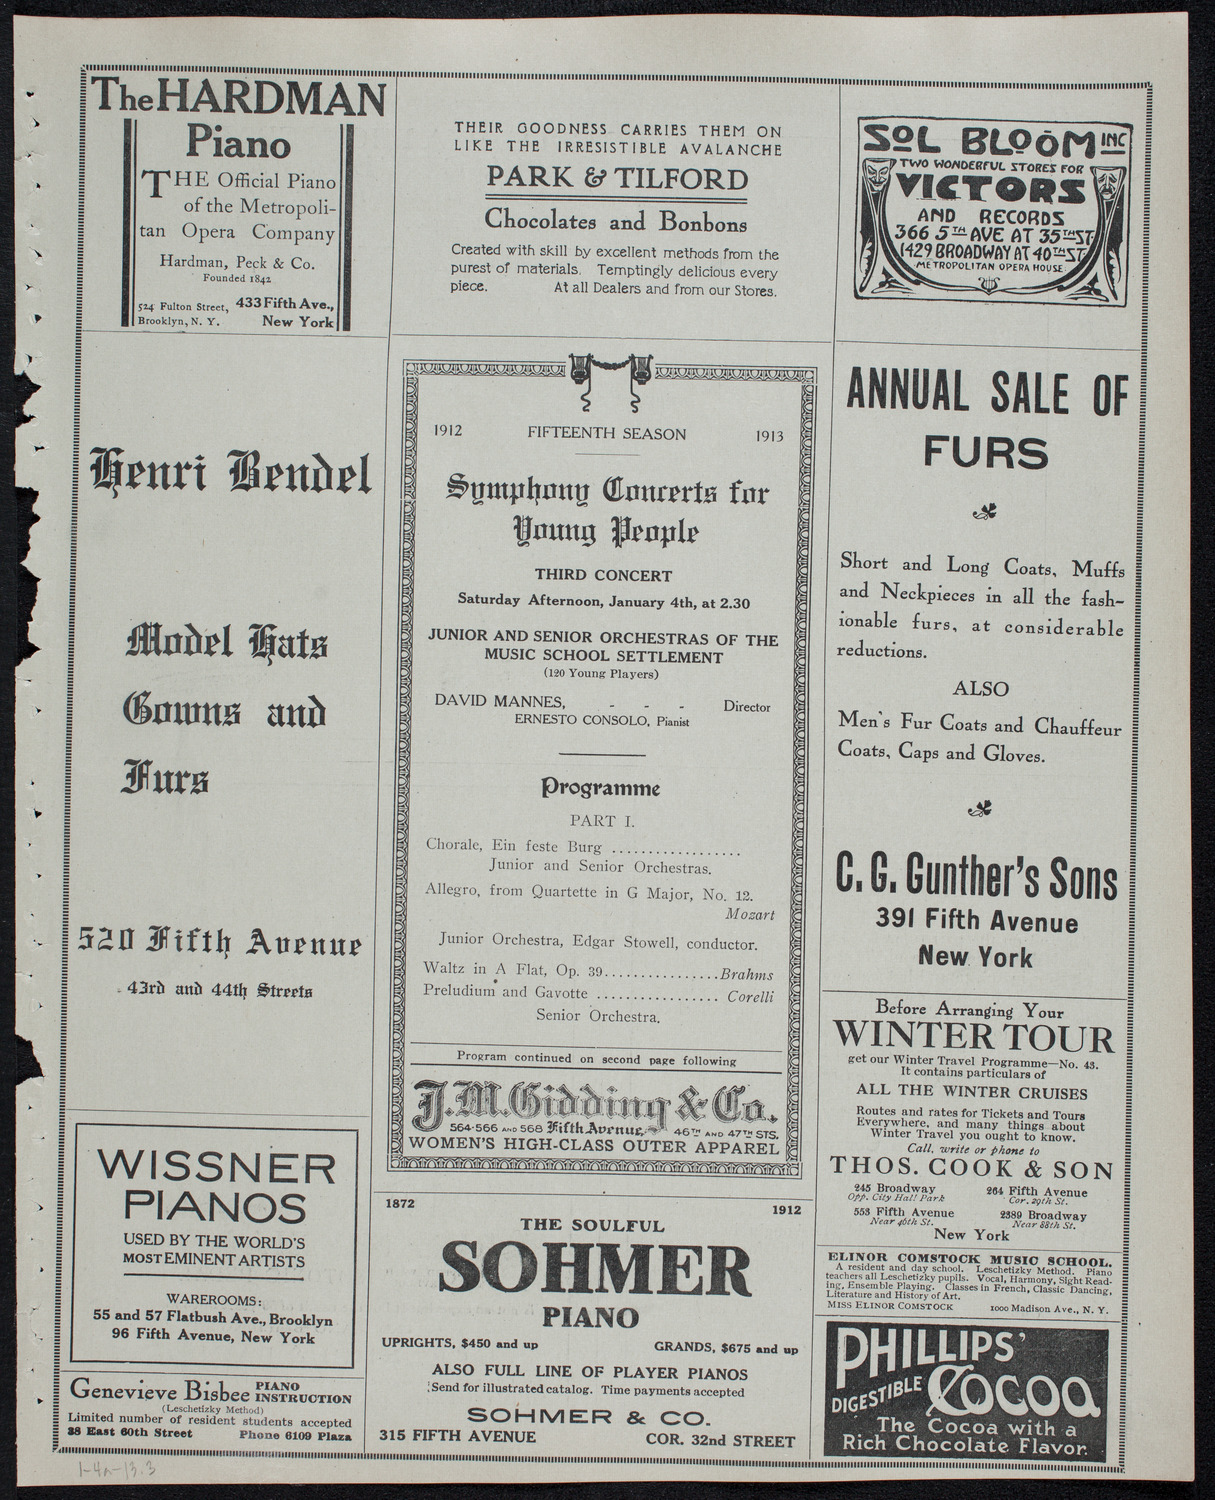 The HARDMAN
Piano
THE Official Piano
of the Metropoli-
tan Opera Company
Hardman, Peck & Co.
Founded 1842
524 Fulton Street, 433 Fifth Ave.,
Brooklyn, N. Y. New York
THEIR GOODNESS CARRIES THEM ON
LIKE THE IRRESISTIBLE AVALANCHE
PARK & TILFORD
Chocolates and Bonbons
Created with skill by excellent methods from the
purest of materials. Temptingly delicious every
piece. At all Dealers and from our Stores.
SOL BLOOM INC
TWO WONDERFUL STORES FOR
VICTORS
AND RECORDS
366 5TH AVE AT 35TH ST.
1429 BROADWAY AT 40TH ST.
METROPOLITAN OPERA HOUSE
Henri Bendel
Model Hats
Gowns and
Furs
520 Fifth Avenue
43rd and 44th Streets
WISSNER
PIANOS
USED BY THE WORLD'S
MOST EMINENT ARTISTS
WAREROOMS:
55 and 57 Flatbush Ave., Brooklyn
96 Fifth Avenue, New York
Genevieve Bisbee PIANO INSTRUCTION
(Leschetizky Method)
Limited number of resident students accepted
38 East 60th Street Phone 6109 Plaza
1912 FIFTEENTH SEASON 1913
Symphony Concerts for
Young People
THIRD CONCERT
Saturday Afternoon, January 4th, at 2.30
JUNIOR AND SENIOR ORCHESTRAS OF THE
MUSIC SCHOOL SETTLEMENT
(120 Young Players)
DAVID MANNES, - - - Director
ERNESTO CONSOLO, Pianist
Programme
PART I.
Chorale, Ein feste Burg ..................
Junior and Senior Orchestras.
Allegro, from Quartette in G Major, No. 12.
Mozart
Junior Orchestra, Edgar Stowell, conductor.
Waltz in A Flat, Op. 39................Brahms
Preludium and Gavotte ................. Corelli
Senior Orchestra.
Program continued on second page following
J. M. Gidding & Co.
564-566 AND 568 Fifth Avenue, 46TH AND 47TH STS.
WOMEN'S HIGH-CLASS OUTER APPAREL
1872 1912
THE SOULFUL
SOHMER
PIANO
UPRIGHTS, $450 and up GRANDS, $675 and up
ALSO FULL LINE OF PLAYER PIANOS
Send for illustrated catalog. Time payments accepted
SOHMER & CO.
315 FIFTH AVENUE COR. 32nd STREET
ANNUAL SALE OF
FURS
Short and Long Coats, Muffs
and Neckpieces in all the fash-
ionable furs, at considerable
reductions.
ALSO
Men's Fur Coats and Chauffeur
Coats, Caps and Gloves.
C. G. Gunther's Sons
391 Fifth Avenue
New York
Before Arranging Your
WINTER TOUR
get our Winter Travel Programme—No. 43.
It contains particulars of
ALL THE WINTER CRUISES
Routes and rates for Tickets and Tours
Everywhere, and many things about
Winter Travel you ought to know.
Call, write or phone to
THOS. COOK & SON
245 Broadway 264 Fifth Avenue
Opp. City Hall Park Cor. 29th St.
553 Fifth Avenue 2389 Broadway
Near 46th St. Near 88th St.
New York
ELINOR COMSTOCK MUSIC SCHOOL.
A resident and day school. Leschetizky Method. Piano
teachers all Leschetizky pupils. Vocal, Harmony, Sight Read-
ing, Ensemble Playing. Classes in French, Classic Dancing,
Literature and History of Art.
MISS ELINOR COMSTOCK 1000 Madison Ave., N. Y.
PHILLIPS'
DIGESTIBLE COCOA
The Cocoa with a
Rich Chocolate Flavor.
1-4a-13.3